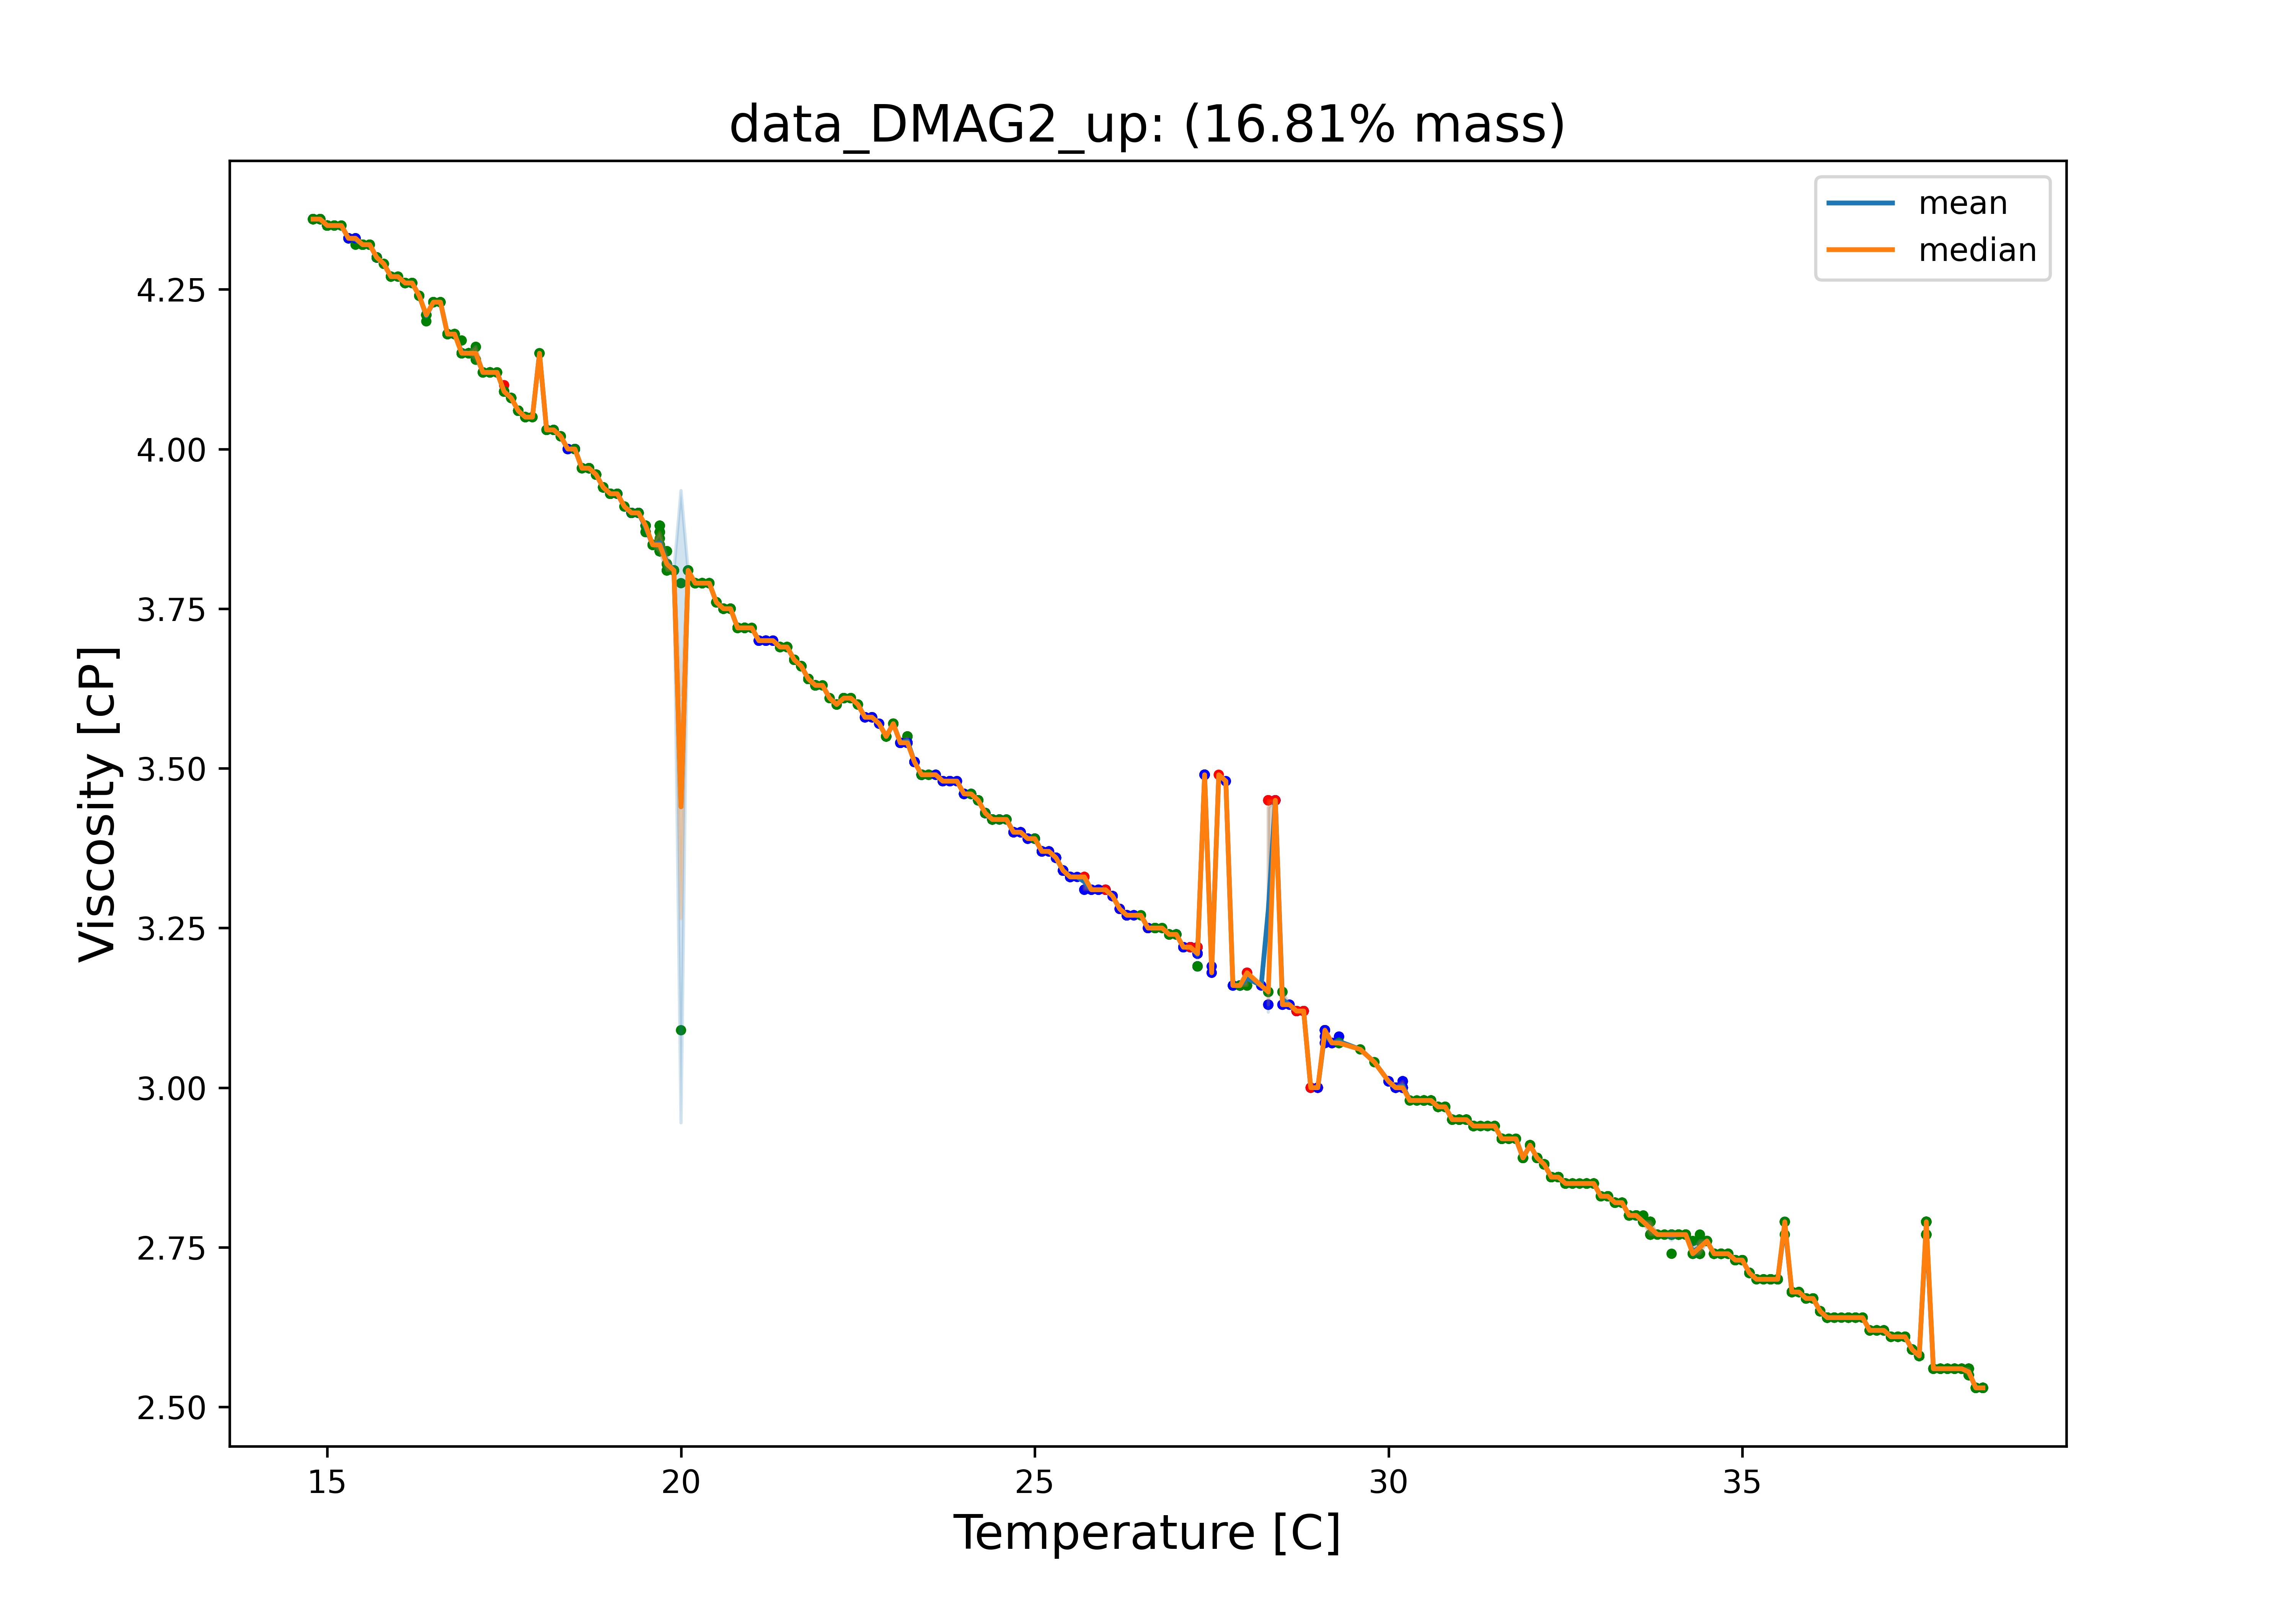 data_DMAG2_up: (16.81% mass)
mean
median
Viscosity [cP]
4.25
4.00
3.75
3.50
3.25
3.00
2.75
2.50
15 20 25 30 35
Temperature [C]